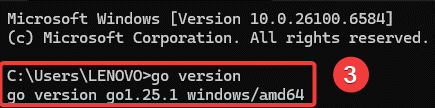 Microsoft Windows [Version 10.0.26100.6584]
(c) Microsoft Corporation. All rights reserved.
C:\Users\LENOVO>go version
3
go version go1.25.1 windows/amd64